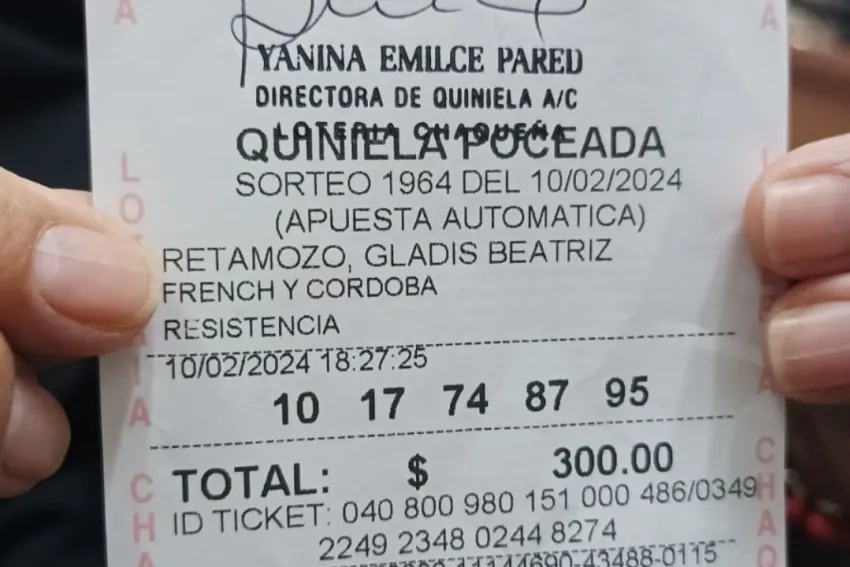 YANINA EMILCE PARED
DIRECTORA DE QUINIELA A/C
LOTERIA CHAQUEÑA
QUINIELA POCEADA
SORTEO 1964 DEL 10/02/2024
(APUESTA AUTOMATICA)
RETAMOZO, GLADIS BEATRIZ
FRENCH Y CORDOBA
RESISTENCIA
10/02/2024 18:27:25
10 17 74 87 95
TOTAL: $ 300.00
ID TICKET: 040 800 980 151 000 486/0349
2249 2348 0244 8274